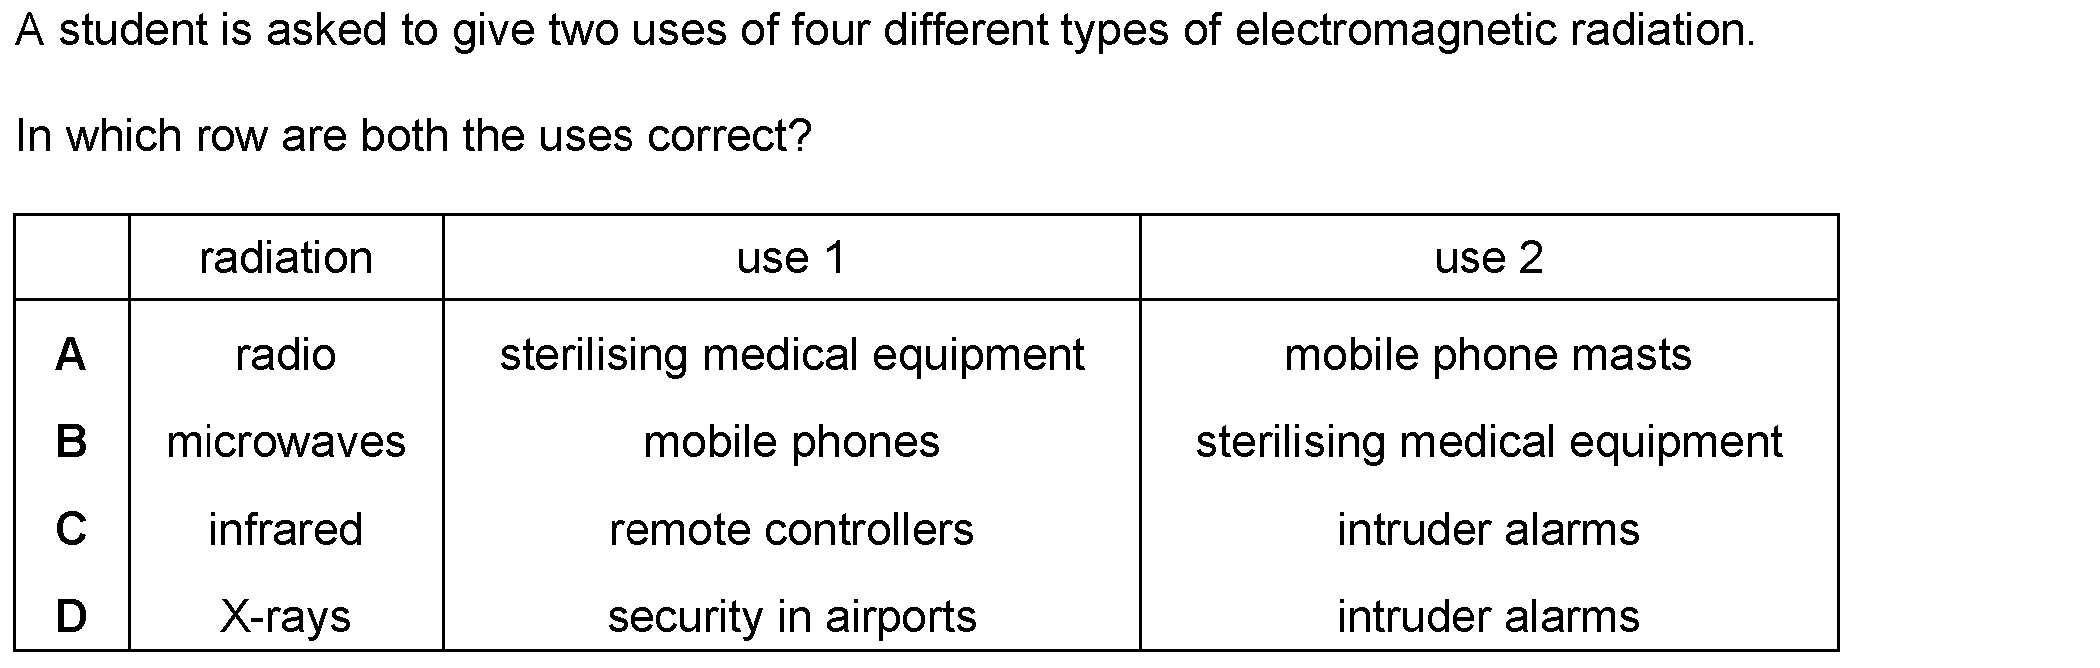 A student is asked to give two uses of four different types of electromagnetic radiation.
In which row are both the uses correct?
radiation use 1 use 2
A radio sterilising medical equipment mobile phone masts
B microwaves mobile phones sterilising medical equipment
C infrared remote controllers intruder alarms
D X-rays security in airports intruder alarms